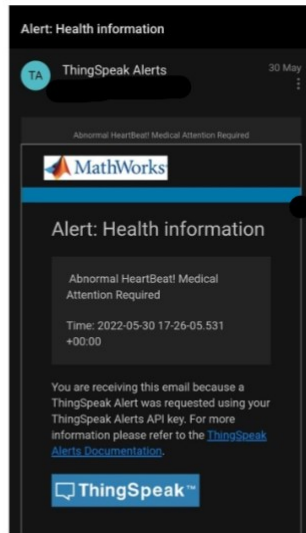 Alert: Health information
TA
ThingSpeak Alerts
30 May
Abnormal HeartBeat! Medical Attention Required
MathWorks
Alert: Health information
Abnormal HeartBeat! Medical
Attention Required
Time: 2022-05-30 17-26-05.531
+00:00
You are receiving this email because a
ThingSpeak Alert was requested using your
ThingSpeak Alerts API key. For more
information please refer to the ThingSpeak
Alerts Documentation.
ThingSpeak™